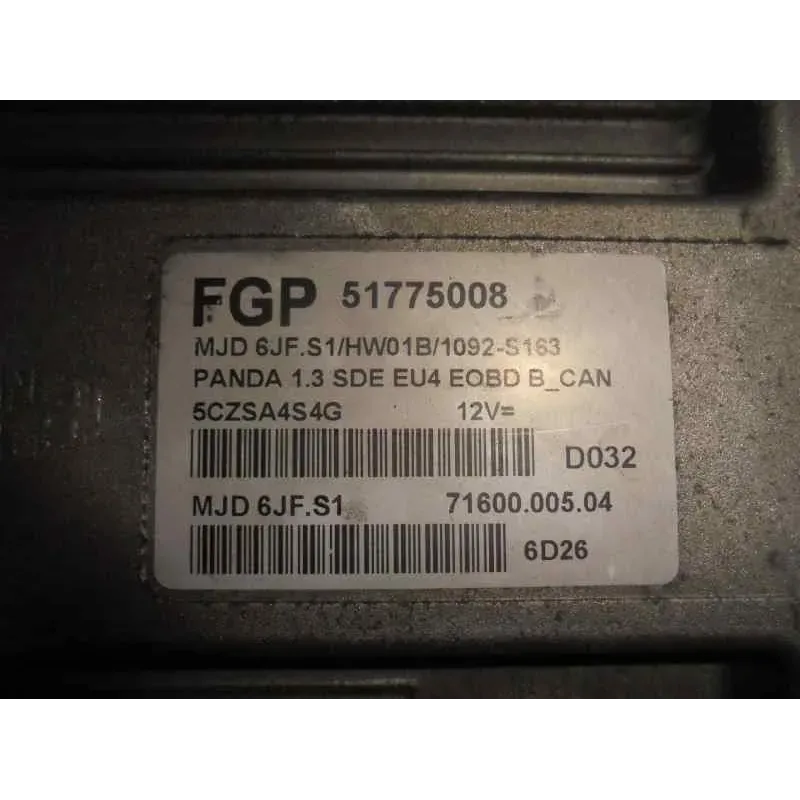 FGP 51775008
MJD 6JF.S1/HW01B/1092-S163
PANDA 1.3 SDE EU4 EOBD B_CAN
5CZSA4S4G 12V=
D032
MJD 6JF.S1 71600.005.04
6D26